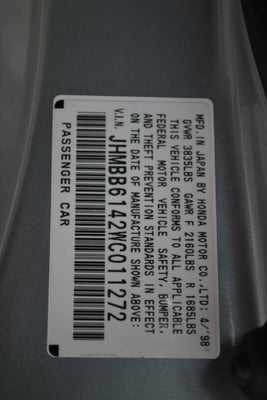 MFD. IN JAPAN BY HONDA MOTOR CO., LTD: 4/'98
GVWR 3835LBS GAWR F 2160LBS R 1685LBS
THIS VEHICLE CONFORMS TO ALL APPLICABLE
FEDERAL MOTOR VEHICLE SAFETY, BUMPER,
AND THEFT PREVENTION STANDARDS IN EFFECT
ON THE DATE OF MANUFACTURE SHOWN ABOVE:
V.I.N. JHMBB6142WC011272
PASSENGER CAR